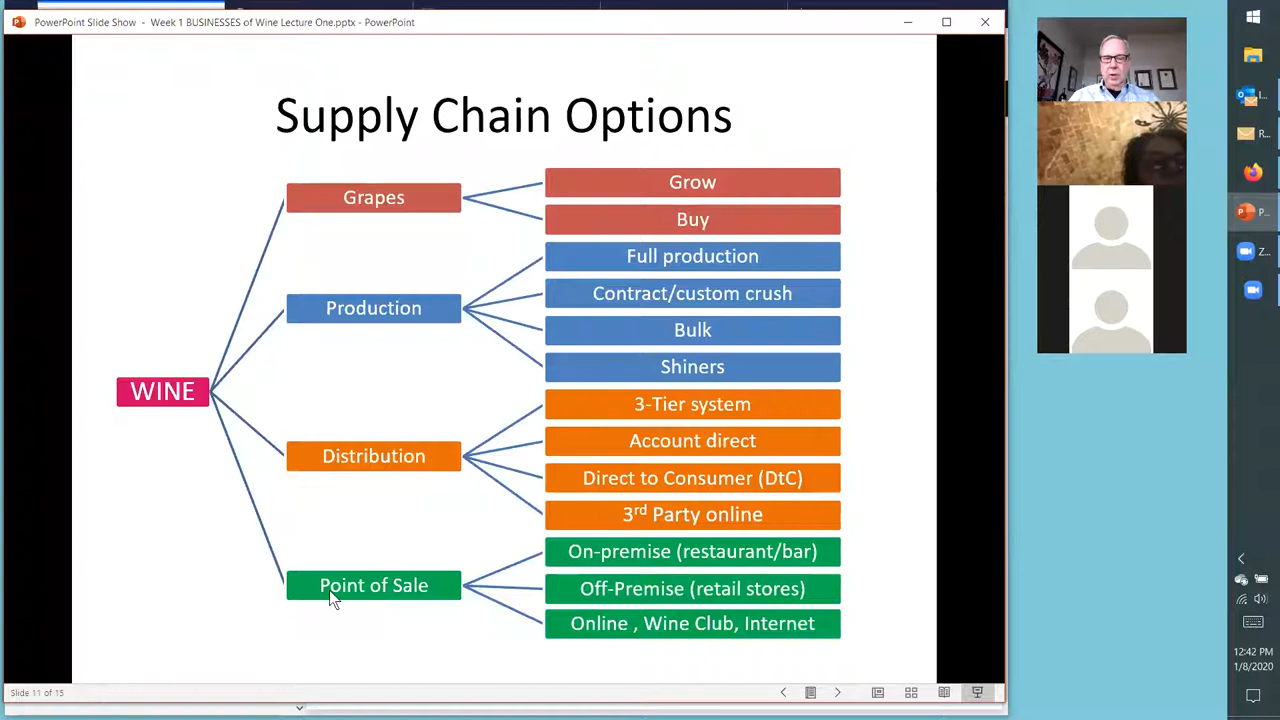 PowerPoint Slide Show - Week 1 BUSINESSES of Wine Lecture One.pptx - PowerPoint
Supply Chain Options
WINE
Grapes
Grow
Buy
Production
Full production
Contract/custom crush
Bulk
Shiners
Distribution
3-Tier system
Account direct
Direct to Consumer (DtC)
3rd Party online
Point of Sale
On-premise (restaurant/bar)
Off-Premise (retail stores)
Online , Wine Club, Internet
Slide 11 of 15
I...
R...
P...
Z...
12:42 PM
1/8/2020